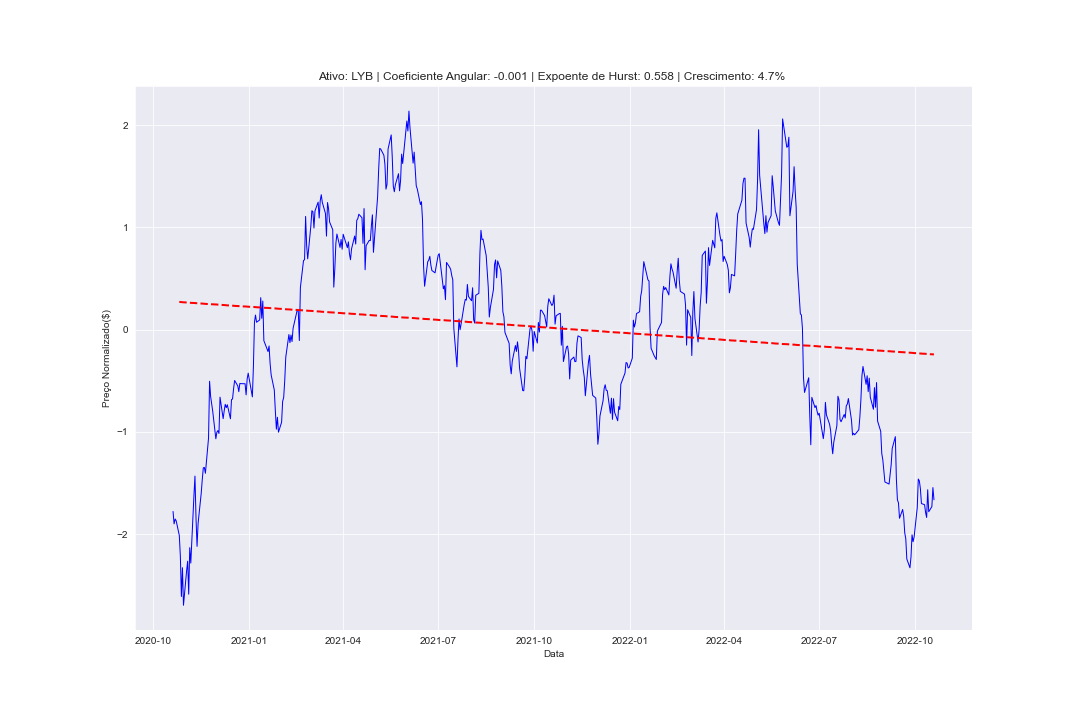 Ativo: LYB | Coeficiente Angular: -0.001 | Expoente de Hurst: 0.558 | Crescimento: 4.7%
Preço Normalizado($)
2
1
0
−1
−2
2020-10 2021-01 2021-04 2021-07 2021-10 2022-01 2022-04 2022-07 2022-10
Data